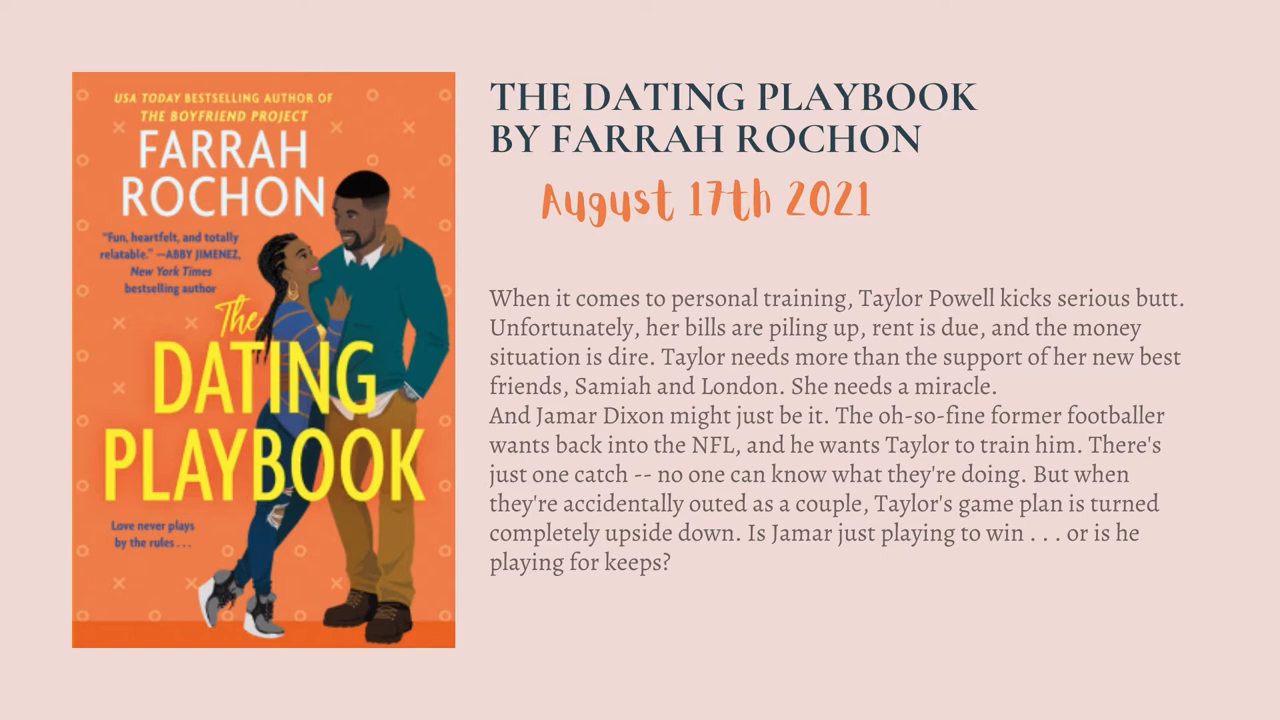 USA TODAY BESTSELLING AUTHOR OF
THE BOYFRIEND PROJECT
FARRAH
ROCHON
"Fun, heartfelt, and totally
relatable." —ABBY JIMENEZ,
New York Times
bestselling author
The
DATING
PLAYBOOK
Love never plays
by the rules . . .
THE DATING PLAYBOOK
BY FARRAH ROCHON
August 17th 2021
When it comes to personal training, Taylor Powell kicks serious butt.
Unfortunately, her bills are piling up, rent is due, and the money
situation is dire. Taylor needs more than the support of her new best
friends, Samiah and London. She needs a miracle.
And Jamar Dixon might just be it. The oh-so-fine former footballer
wants back into the NFL, and he wants Taylor to train him. There's
just one catch -- no one can know what they're doing. But when
they're accidentally outed as a couple, Taylor's game plan is turned
completely upside down. Is Jamar just playing to win . . . or is he
playing for keeps?